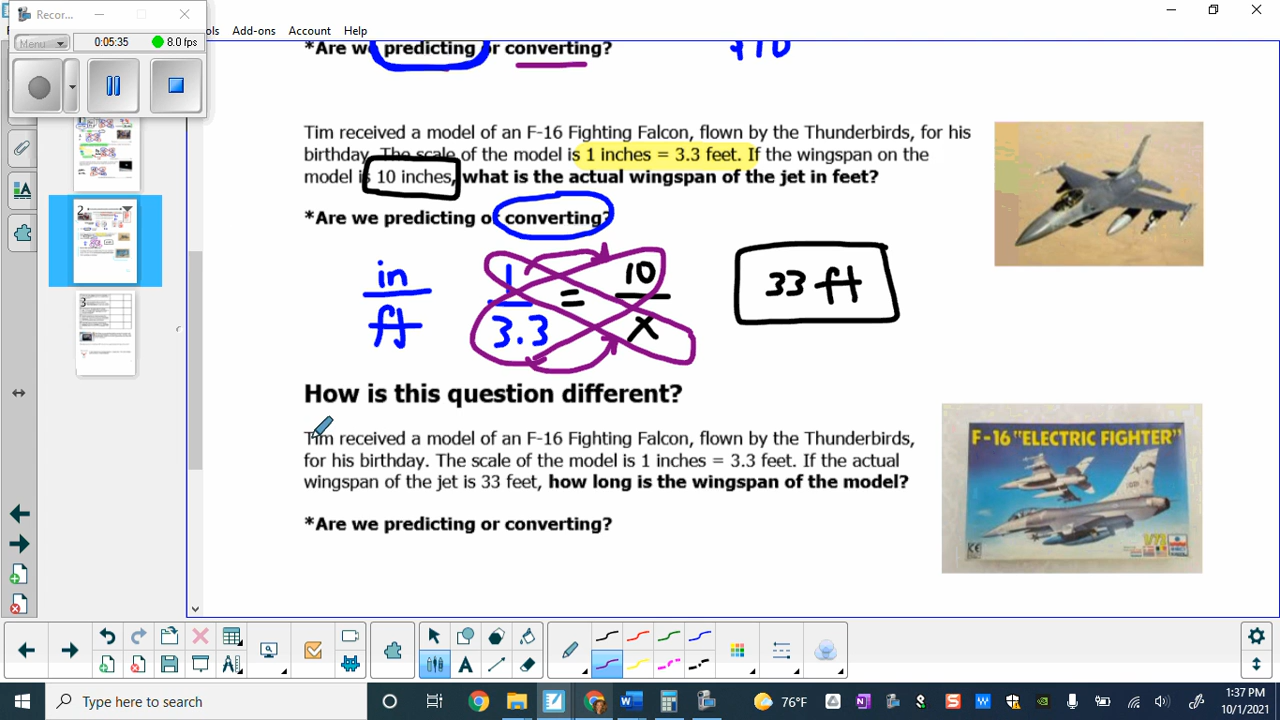 Recor...
Menu
0:05:35
8.0 fps
ols
Add-ons
Account
Help
*Are we predicting or converting?
$10
Tim received a model of an F-16 Fighting Falcon, flown by the Thunderbirds, for his
birthday. The scale of the model is 1 inches = 3.3 feet. If the wingspan on the
model is 10 inches, what is the actual wingspan of the jet in feet?
*Are we predicting or converting?
in 1 = 10
ft 3.3 x
33 ft
How is this question different?
Tim received a model of an F-16 Fighting Falcon, flown by the Thunderbirds,
for his birthday. The scale of the model is 1 inches = 3.3 feet. If the actual
wingspan of the jet is 33 feet, how long is the wingspan of the model?
*Are we predicting or converting?
F-16 "ELECTRIC FIGHTER"
2
3
Type here to search
76°F
1:37 PM
10/1/2021